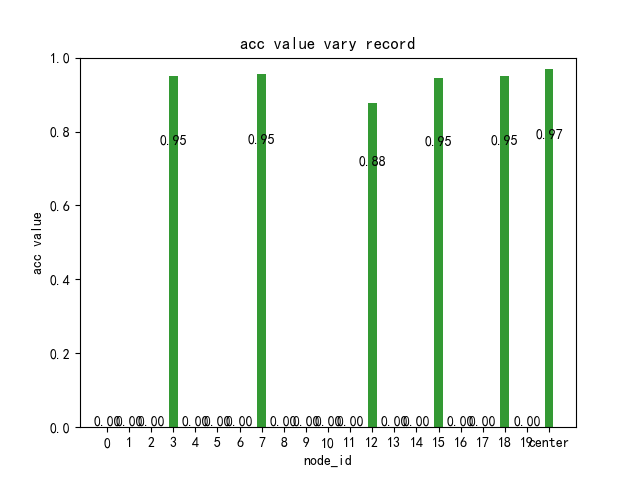 acc value vary record
1.0
0.8
0.6
0.4
0.2
0.0
acc value
0.00 0.00 0.00 0.95 0.00 0.00 0.00 0.95 0.00 0.00 0.00 0.00 0.88 0.00 0.00 0.95 0.00 0.00 0.95 0.00 0.97
0 1 2 3 4 5 6 7 8 9 10 11 12 13 14 15 16 17 18 19 center
node_id